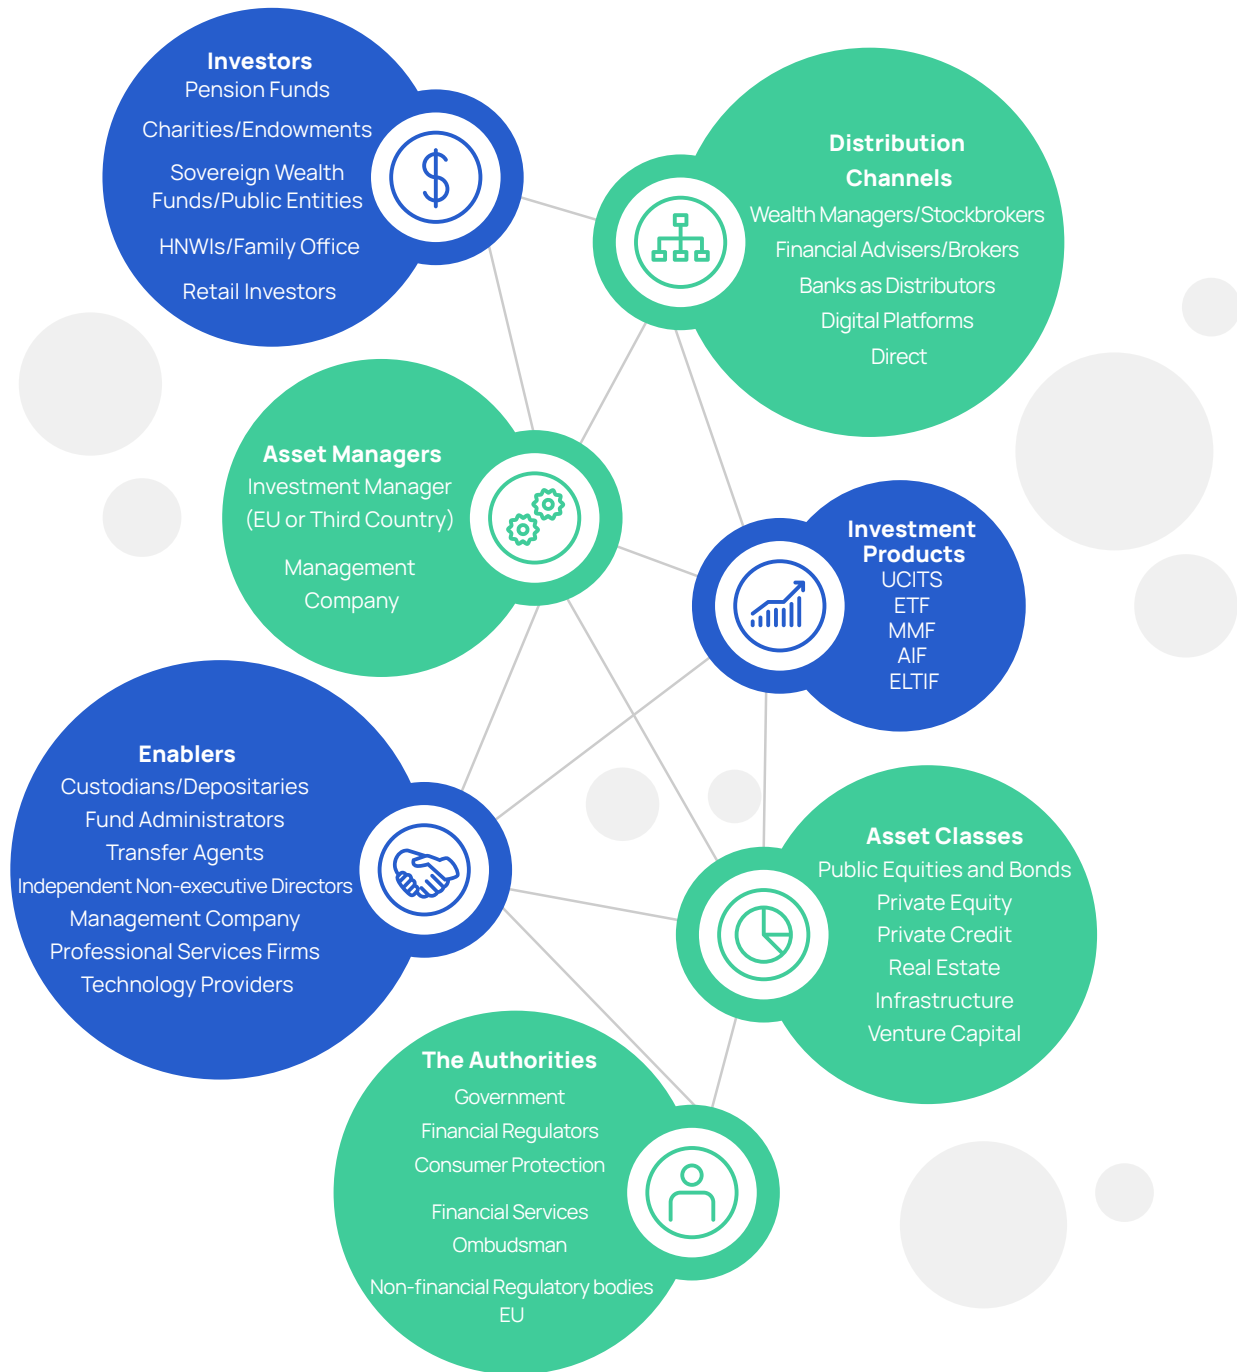 Investors
Pension Funds
Charities/Endowments
Sovereign Wealth
Funds/Public Entities
HNWIs/Family Office
Retail Investors
Distribution
Channels
Wealth Managers/Stockbrokers
Financial Advisers/Brokers
Banks as Distributors
Digital Platforms
Direct
Asset Managers
Investment Manager
(EU or Third Country)
Management
Company
Investment
Products
UCITS
ETF
MMF
AIF
ELTIF
Enablers
Custodians/Depositaries
Fund Administrators
Transfer Agents
Independent Non-executive Directors
Management Company
Professional Services Firms
Technology Providers
Asset Classes
Public Equities and Bonds
Private Equity
Private Credit
Real Estate
Infrastructure
Venture Capital
The Authorities
Government
Financial Regulators
Consumer Protection
Financial Services
Ombudsman
Non-financial Regulatory bodies
EU